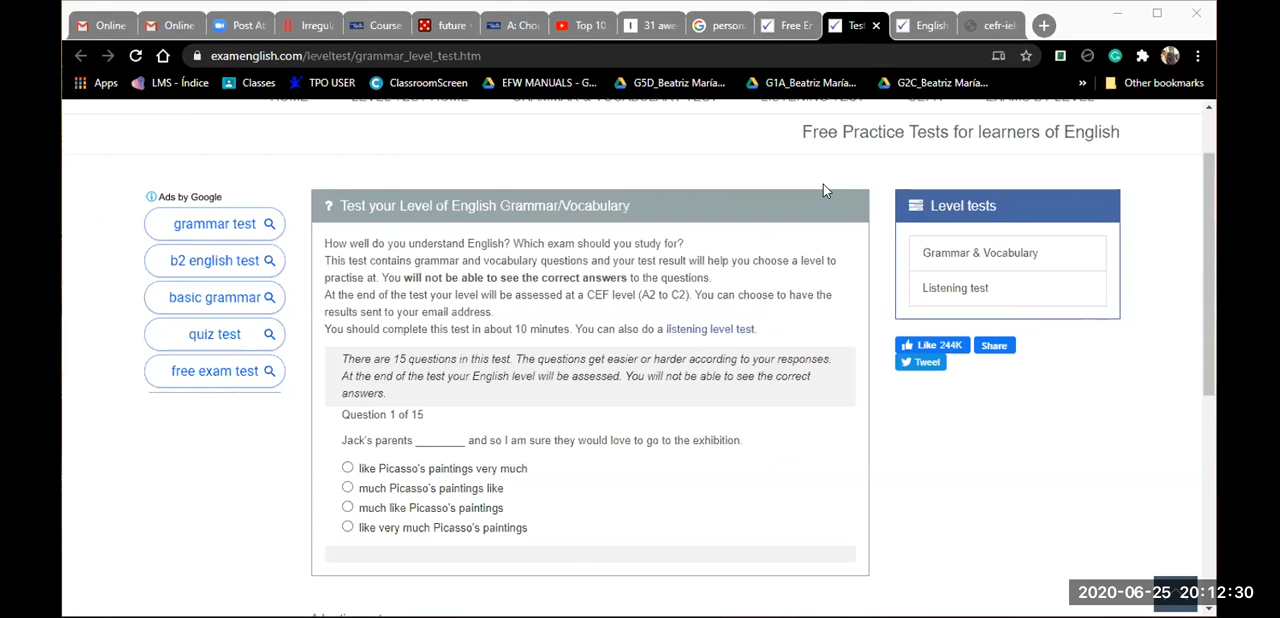 Online
Online
Post At
Irregu
Course
future
A: Cho
Top 10
31 awe
person
Free Er
Tes
English
cefr-iel
examenglish.com/leveltest/grammar_level_test.htm
Apps
LMS - Índice
Classes
TPO USER
ClassroomScreen
EFW MANUALS - G...
G5D_Beatriz María...
G1A_Beatriz María...
G2C_Beatriz María...
»
Other bookmarks
Free Practice Tests for learners of English
Ads by Google
grammar test
b2 english test
basic grammar
quiz test
free exam test
? Test your Level of English Grammar/Vocabulary
How well do you understand English? Which exam should you study for?
This test contains grammar and vocabulary questions and your test result will help you choose a level to
practise at. You will not be able to see the correct answers to the questions.
At the end of the test your level will be assessed at a CEF level (A2 to C2). You can choose to have the
results sent to your email address.
You should complete this test in about 10 minutes. You can also do a listening level test.
There are 15 questions in this test. The questions get easier or harder according to your responses.
At the end of the test your English level will be assessed. You will not be able to see the correct
answers.
Question 1 of 15
Jack's parents ________ and so I am sure they would love to go to the exhibition.
like Picasso's paintings very much
much Picasso's paintings like
much like Picasso's paintings
like very much Picasso's paintings
Level tests
Grammar & Vocabulary
Listening test
Like 244K
Share
Tweet
2020-06-25 20:12:30